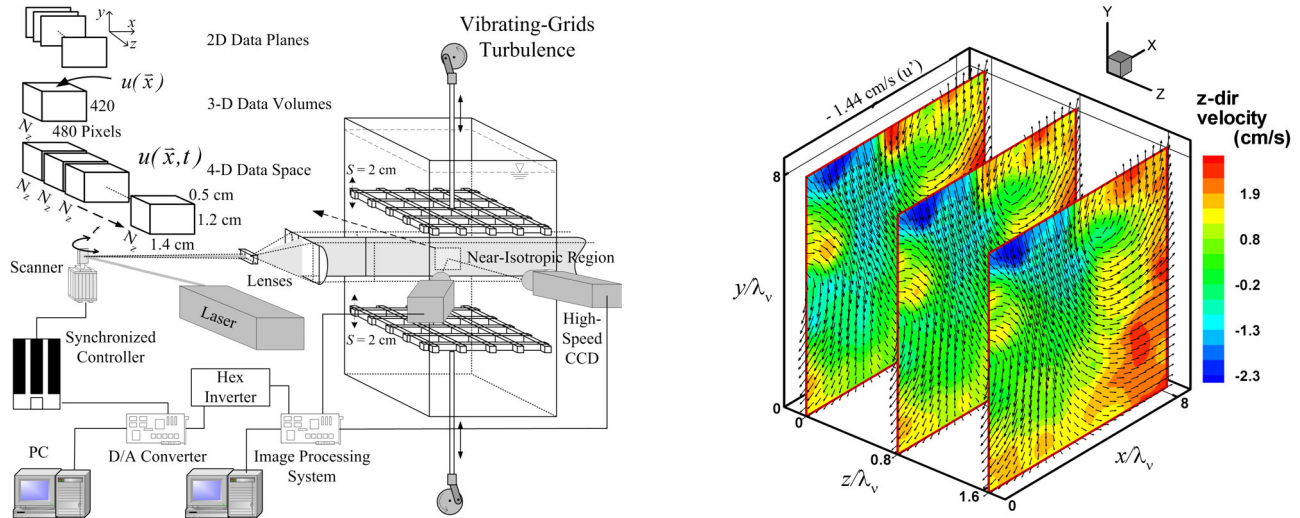 y
x
z
2D Data Planes
Vibrating-Grids
Turbulence
u(x⃗)
420
480 Pixels
N_z
3-D Data Volumes
u(x⃗,t)
4-D Data Space
0.5 cm
1.2 cm
1.4 cm
N_z
N_z
N_z
N_z
t
S = 2 cm
Near-Isotropic Region
Scanner
Lenses
Laser
S = 2 cm
High-
Speed
CCD
Synchronized
Controller
Hex
Inverter
PC
D/A Converter
Image Processing
System
Y
X
Z
- 1.44 cm/s (u')
z-dir
velocity
(cm/s)
1.9
0.8
-0.2
-1.3
-2.3
8
y/λ_v
0
0
0.8
1.6
z/λ_v
0
8
x/λ_v